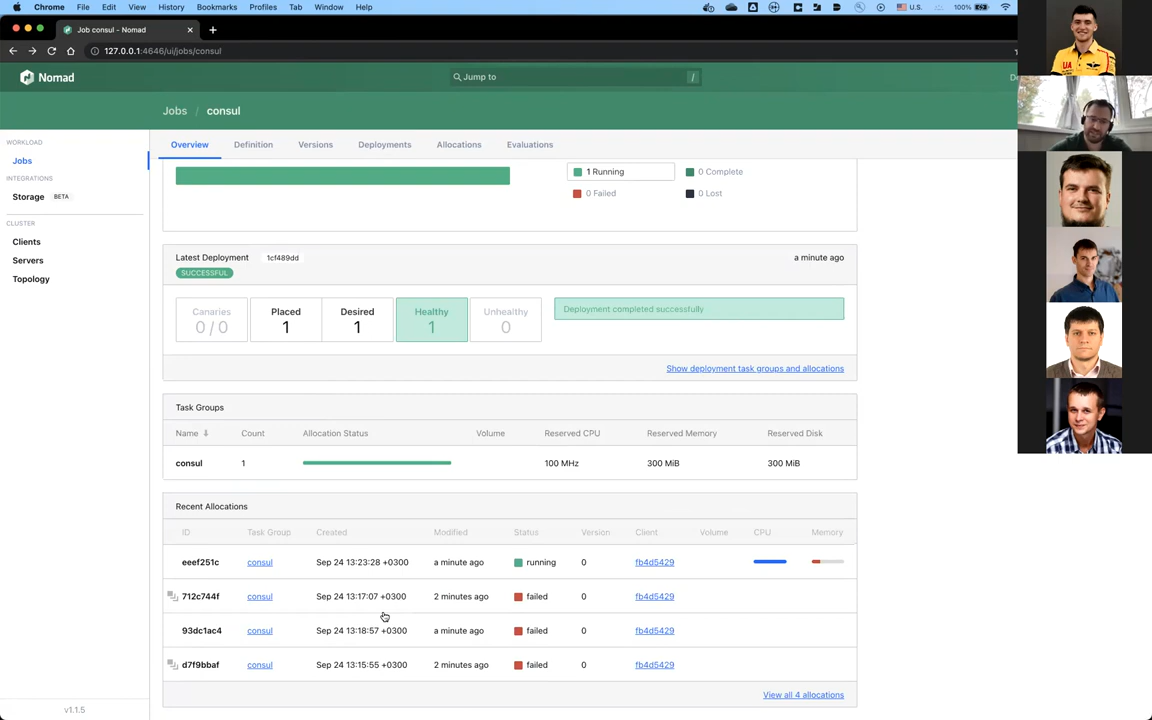 Chrome File Edit View History Bookmarks Profiles Tab Window Help U.S. 100%
Job consul - Nomad
127.0.0.1:4646/ui/jobs/consul
Nomad Jump to /
Jobs / consul
WORKLOAD
Jobs
INTEGRATIONS
Storage BETA
CLUSTER
Clients
Servers
Topology
v1.1.5
Overview Definition Versions Deployments Allocations Evaluations
1 Running 0 Complete
0 Failed 0 Lost
Latest Deployment 1cf489dd a minute ago
SUCCESSFUL
Canaries Placed Desired Healthy Unhealthy
0 / 0 1 1 1 0
Deployment completed successfully
Show deployment task groups and allocations
Task Groups
Name Count Allocation Status Volume Reserved CPU Reserved Memory Reserved Disk
consul 1 100 MHz 300 MiB 300 MiB
Recent Allocations
ID Task Group Created Modified Status Version Client Volume CPU Memory
eeef251c consul Sep 24 13:23:28 +0300 a minute ago running 0 fb4d5429
712c744f consul Sep 24 13:17:07 +0300 2 minutes ago failed 0 fb4d5429
93dc1ac4 consul Sep 24 13:18:57 +0300 a minute ago failed 0 fb4d5429
d7f9bbaf consul Sep 24 13:15:55 +0300 2 minutes ago failed 0 fb4d5429
View all 4 allocations
UA